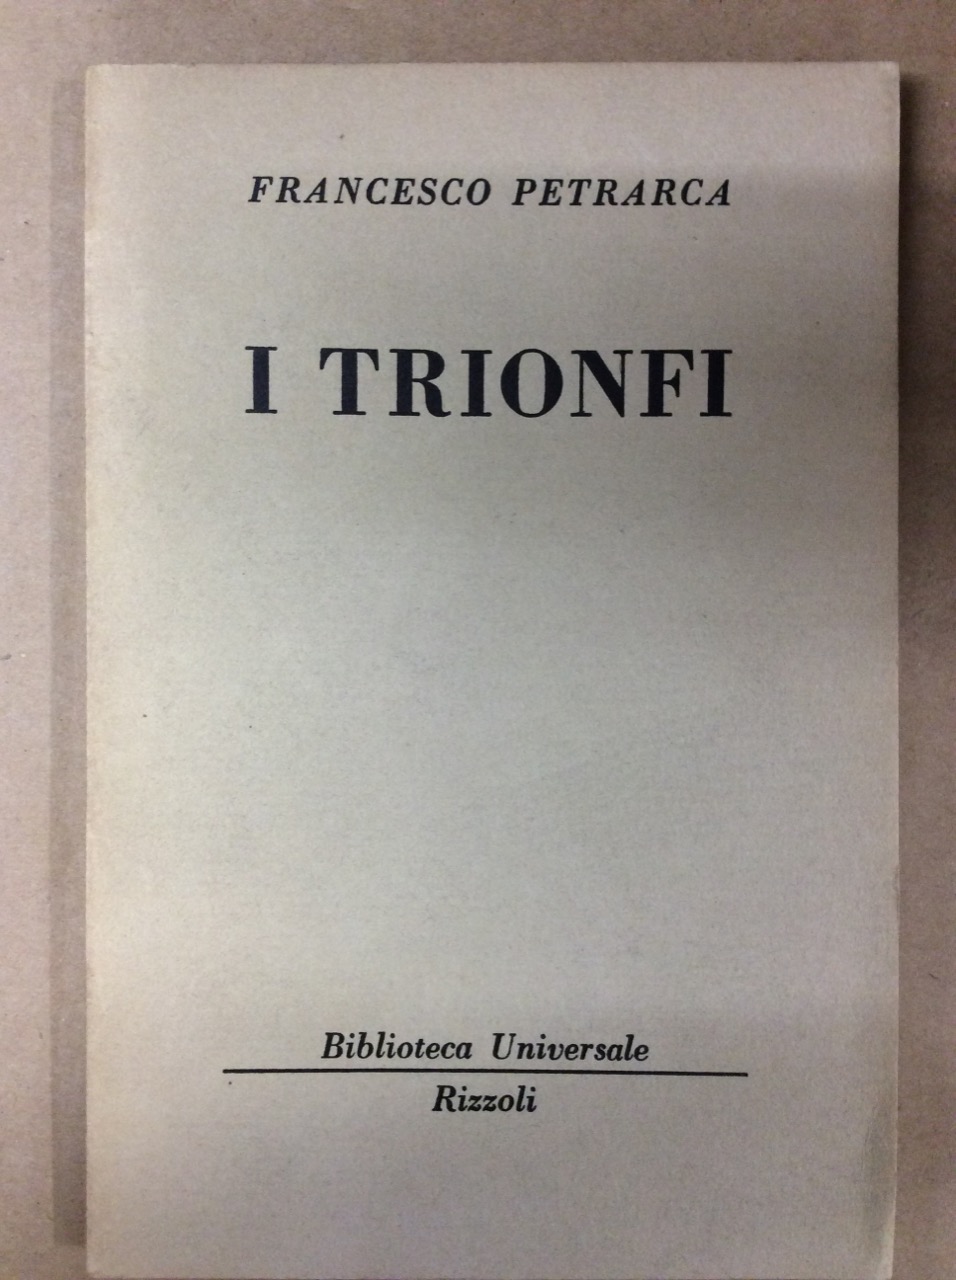 FRANCESCO PETRARCA
I TRIONFI
Biblioteca Universale
Rizzoli